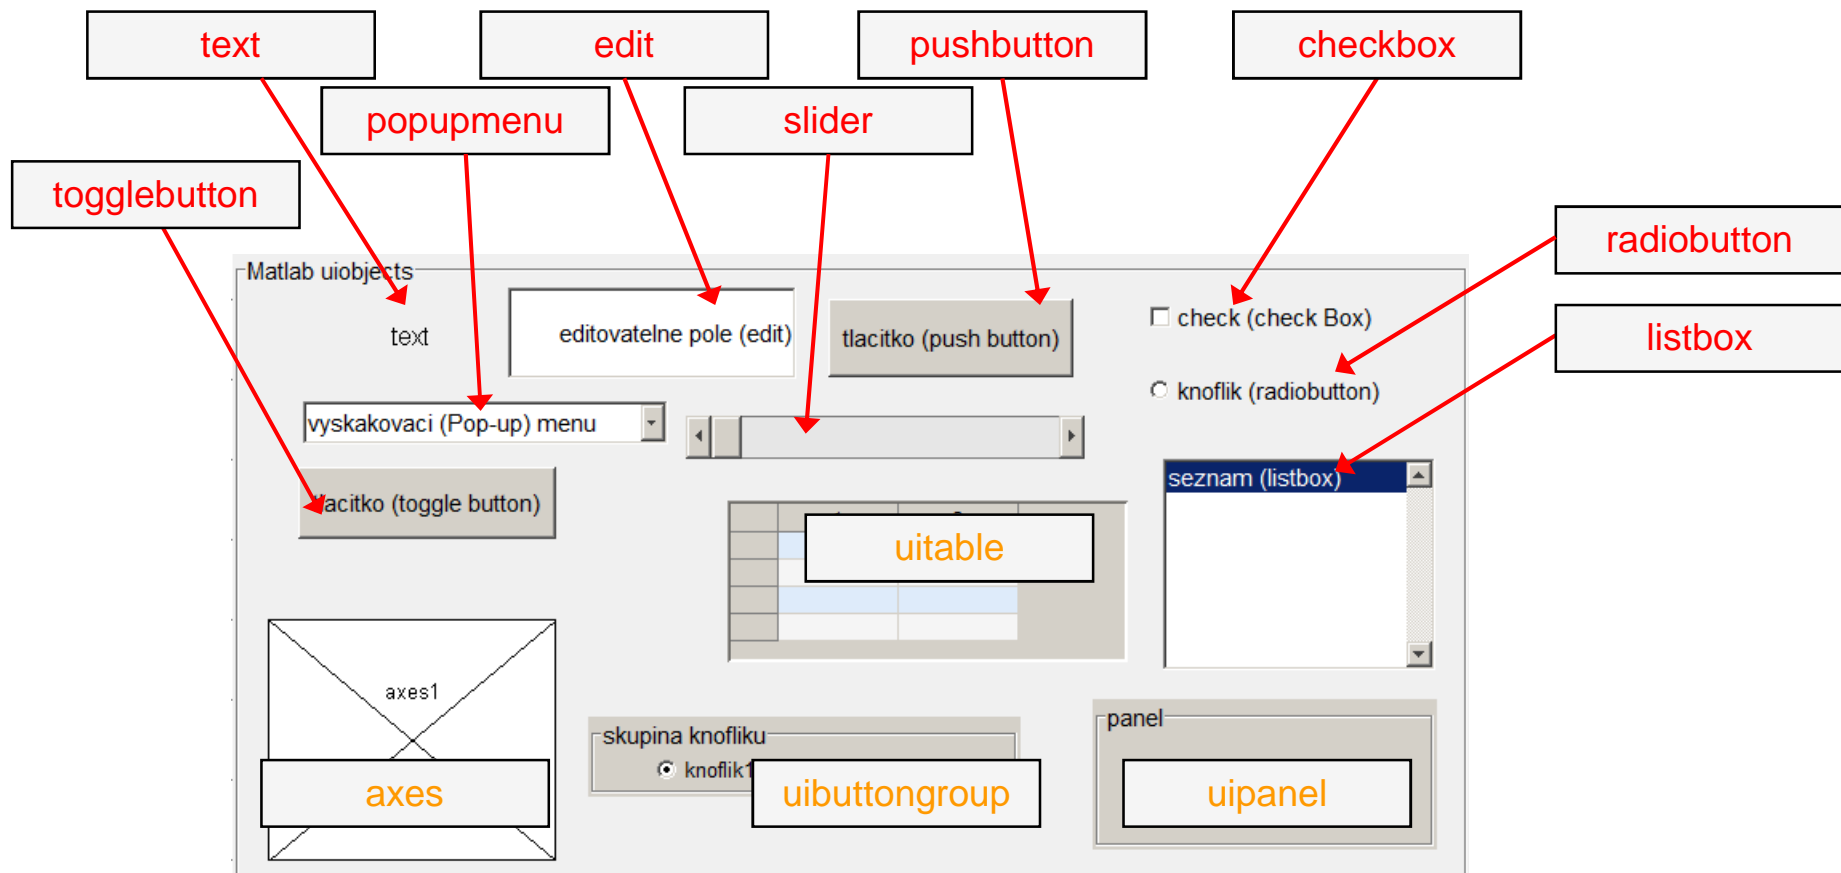 text
edit
pushbutton
checkbox
popupmenu
slider
togglebutton
radiobutton
Matlab uiobjects
text
editovatelne pole (edit)
tlacitko (push button)
check (check Box)
listbox
knoflik (radiobutton)
vyskakovaci (Pop-up) menu
seznam (listbox)
(toggle button)
uitable
axes1
skupina knofliku
panel
knoflik1
axes
uibuttongroup
uipanel